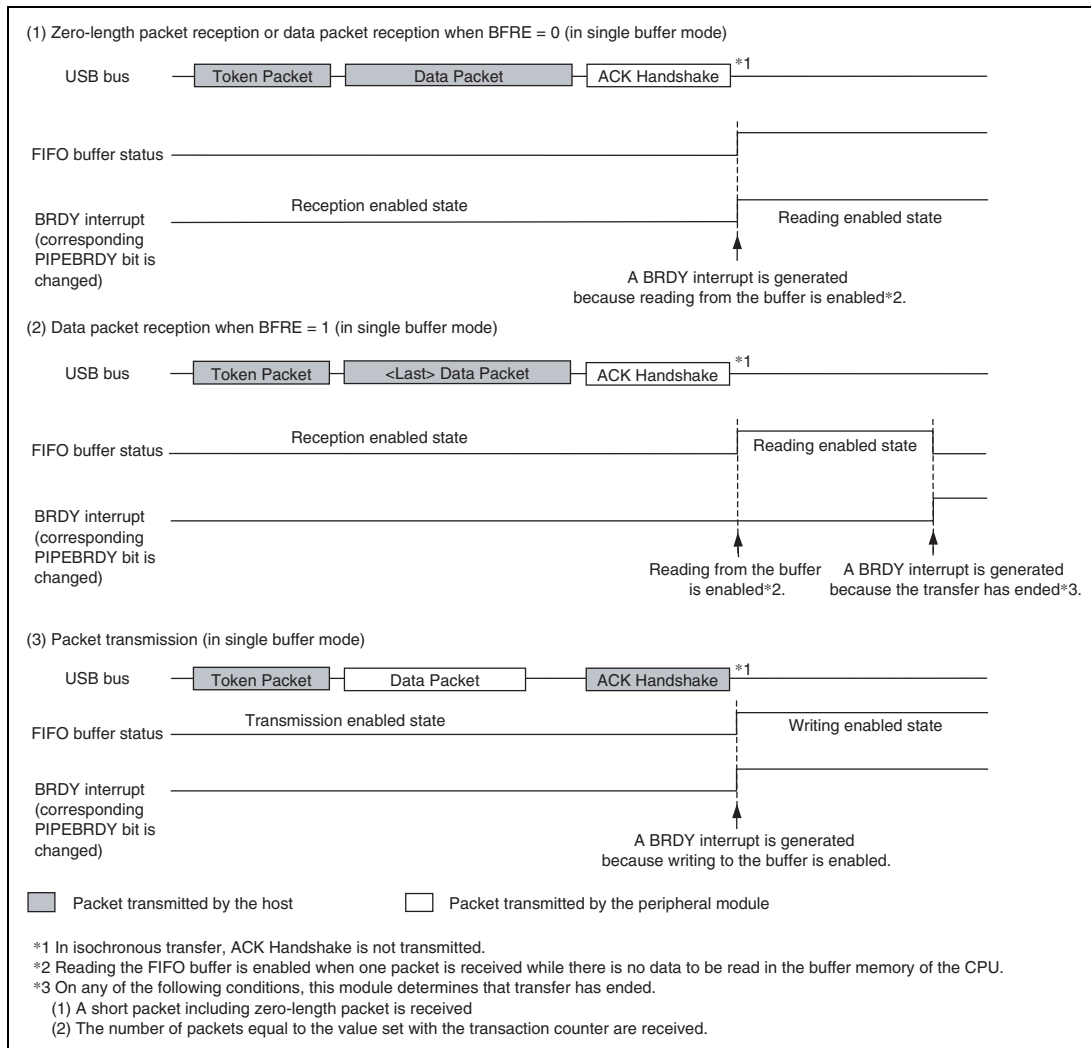 (1) Zero-length packet reception or data packet reception when BFRE = 0 (in single buffer mode)
USB bus
Token Packet
Data Packet
ACK Handshake
*1
FIFO buffer status
BRDY interrupt
(corresponding
PIPEBRDY bit is
changed)
Reception enabled state
Reading enabled state
A BRDY interrupt is generated
because reading from the buffer is enabled*2.
(2) Data packet reception when BFRE = 1 (in single buffer mode)
USB bus
Token Packet
<Last> Data Packet
ACK Handshake
*1
FIFO buffer status
Reception enabled state
Reading enabled state
BRDY interrupt
(corresponding
PIPEBRDY bit is
changed)
Reading from the buffer
is enabled*2.
A BRDY interrupt is generated
because the transfer has ended*3.
(3) Packet transmission (in single buffer mode)
USB bus
Token Packet
Data Packet
ACK Handshake
*1
FIFO buffer status
Transmission enabled state
Writing enabled state
BRDY interrupt
(corresponding
PIPEBRDY bit is
changed)
A BRDY interrupt is generated
because writing to the buffer is enabled.
Packet transmitted by the host
Packet transmitted by the peripheral module
*1 In isochronous transfer, ACK Handshake is not transmitted.
*2 Reading the FIFO buffer is enabled when one packet is received while there is no data to be read in the buffer memory of the CPU.
*3 On any of the following conditions, this module determines that transfer has ended.
(1) A short packet including zero-length packet is received
(2) The number of packets equal to the value set with the transaction counter are received.